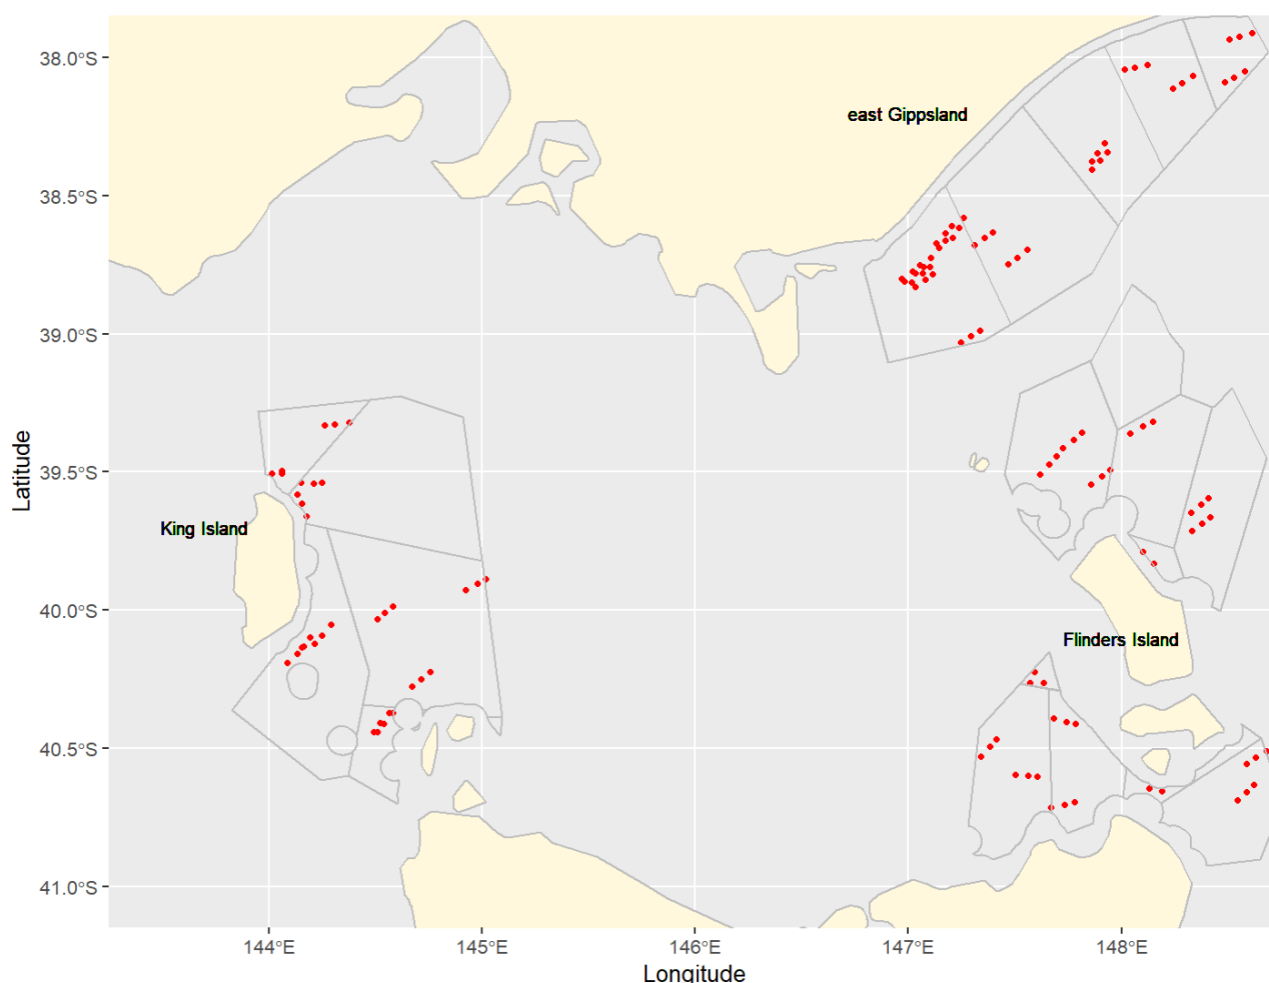 38.0°S
east Gippsland
38.5°S
39.0°S
39.5°S
Latitude
King Island
40.0°S
Flinders Island
40.5°S
41.0°S
144°E 145°E 146°E 147°E 148°E
Longitude